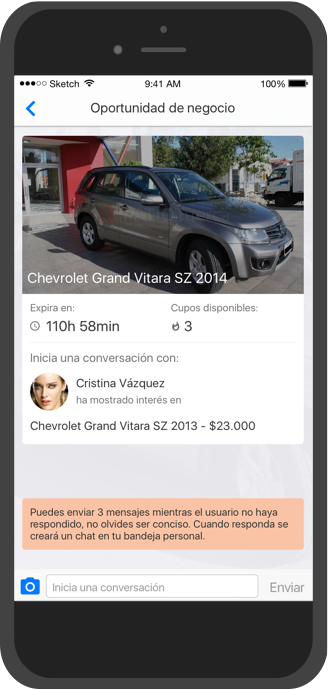 Sketch 9:41 AM 100%
Oportunidad de negocio
Chevrolet Grand Vitara SZ 2014
Expira en: Cupos disponibles:
110h 58min 3
Inicia una conversación con:
Cristina Vázquez
ha mostrado interés en
Chevrolet Grand Vitara SZ 2013 - $23.000
Puedes enviar 3 mensajes mientras el usuario no haya
respondido, no olvides ser conciso. Cuando responda se
creará un chat en tu bandeja personal.
Inicia una conversación Enviar